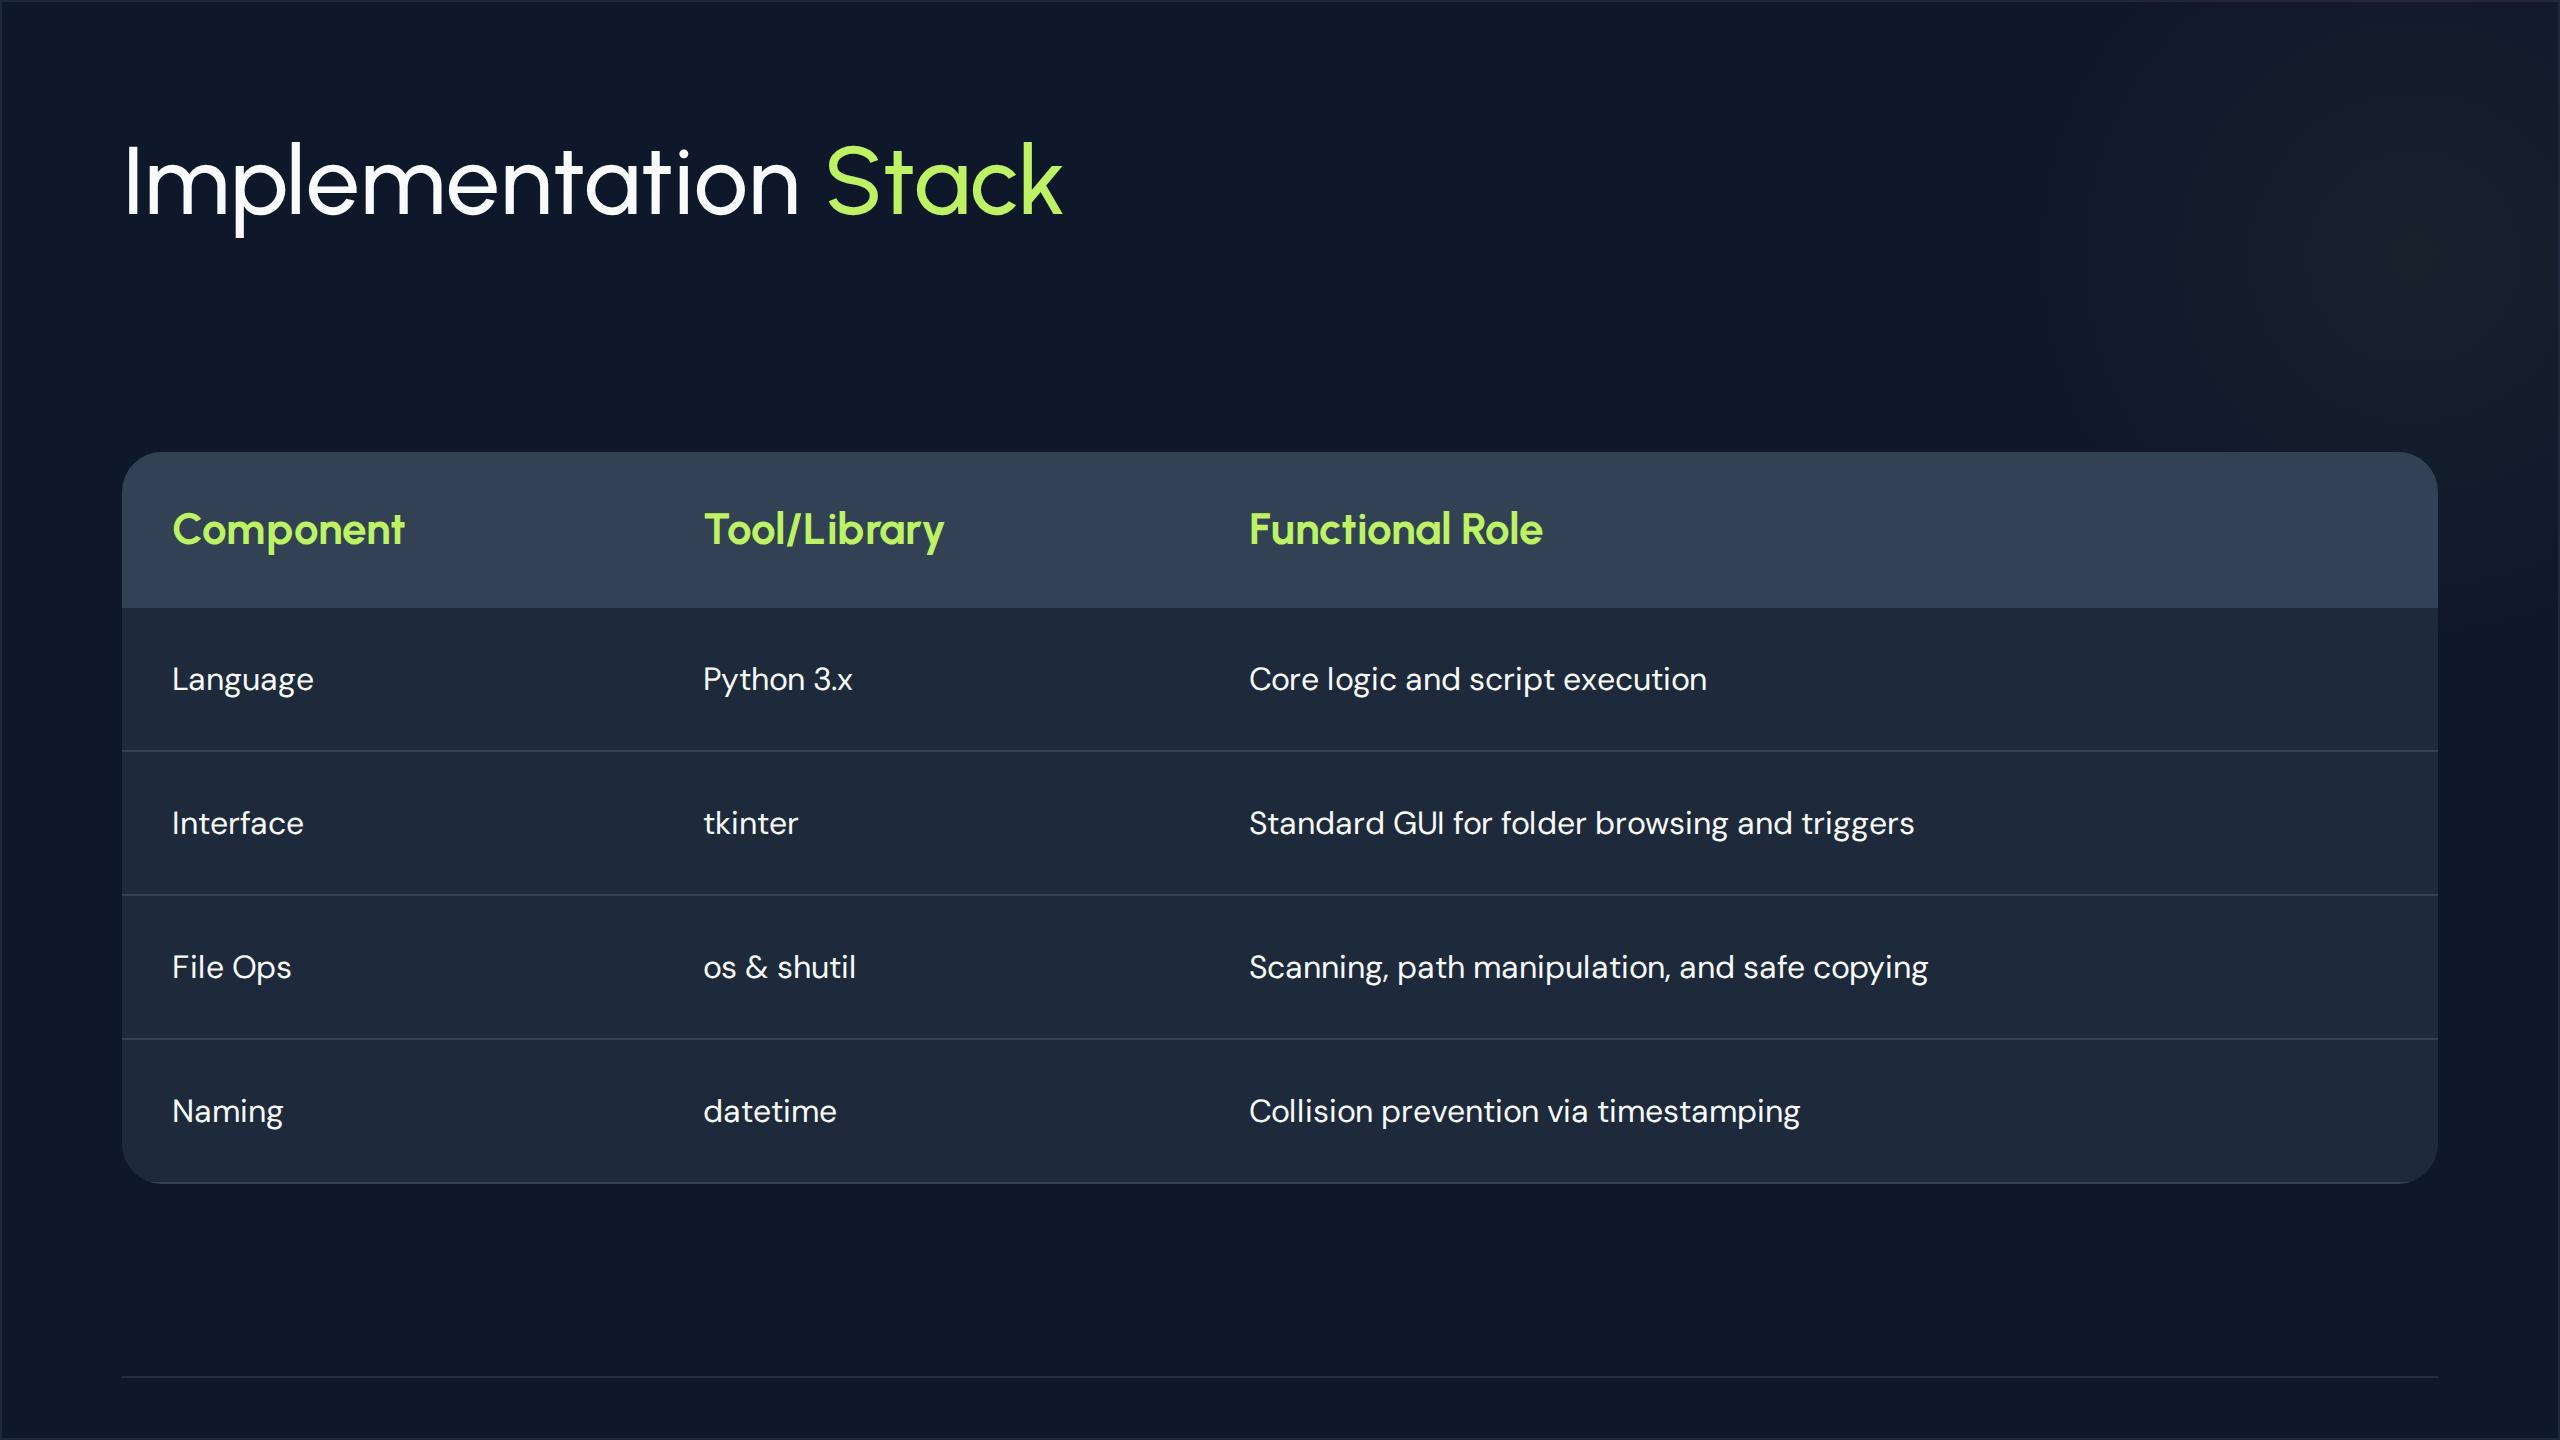 Implementation Stack
Component Tool/Library Functional Role
Language Python 3.x Core logic and script execution
Interface tkinter Standard GUI for folder browsing and triggers
File Ops os & shutil Scanning, path manipulation, and safe copying
Naming datetime Collision prevention via timestamping